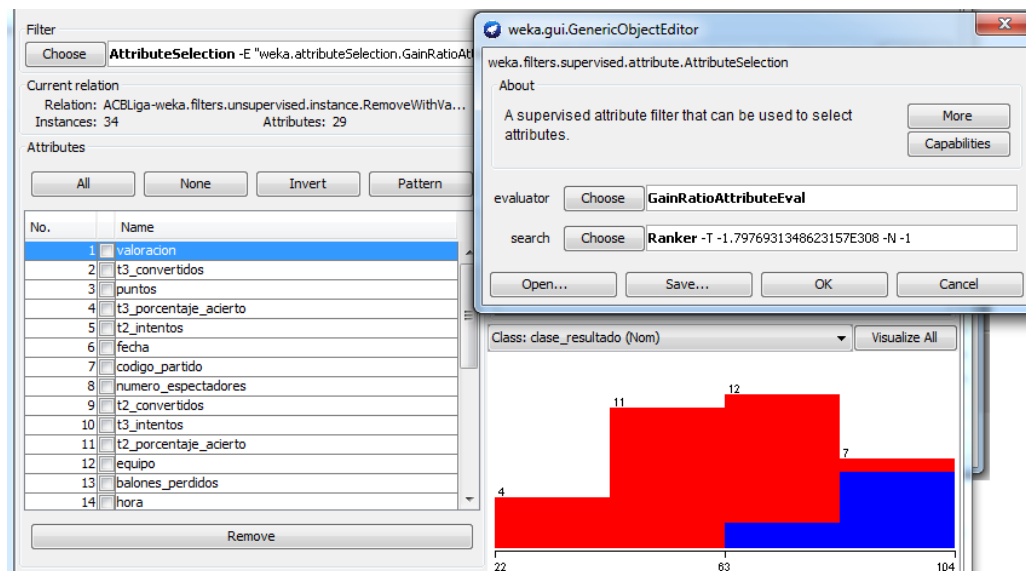 Filter
Choose AttributeSelection -E "weka.attributeSelection.GainRatioAt
Current relation
Relation: ACBLiga-weka.filters.unsupervised.instance.RemoveWithVa...
Instances: 34 Attributes: 29
Attributes
All None Invert Pattern
No. Name
1 valoracion
2 t3_convertidos
3 puntos
4 t3_porcentaje_acierto
5 t2_intentos
6 fecha
7 codigo_partido
8 numero_espectadores
9 t2_convertidos
10 t3_intentos
11 t2_porcentaje_acierto
12 equipo
13 balones_perdidos
14 hora
Remove
weka.gui.GenericObjectEditor
weka.filters.supervised.attribute.AttributeSelection
About
A supervised attribute filter that can be used to select
attributes.
More
Capabilities
evaluator Choose GainRatioAttributeEval
search Choose Ranker -T -1.7976931348623157E308 -N -1
Open... Save... OK Cancel
Class: clase_resultado (Nom) Visualize All
12
11
7
4
22 63 104